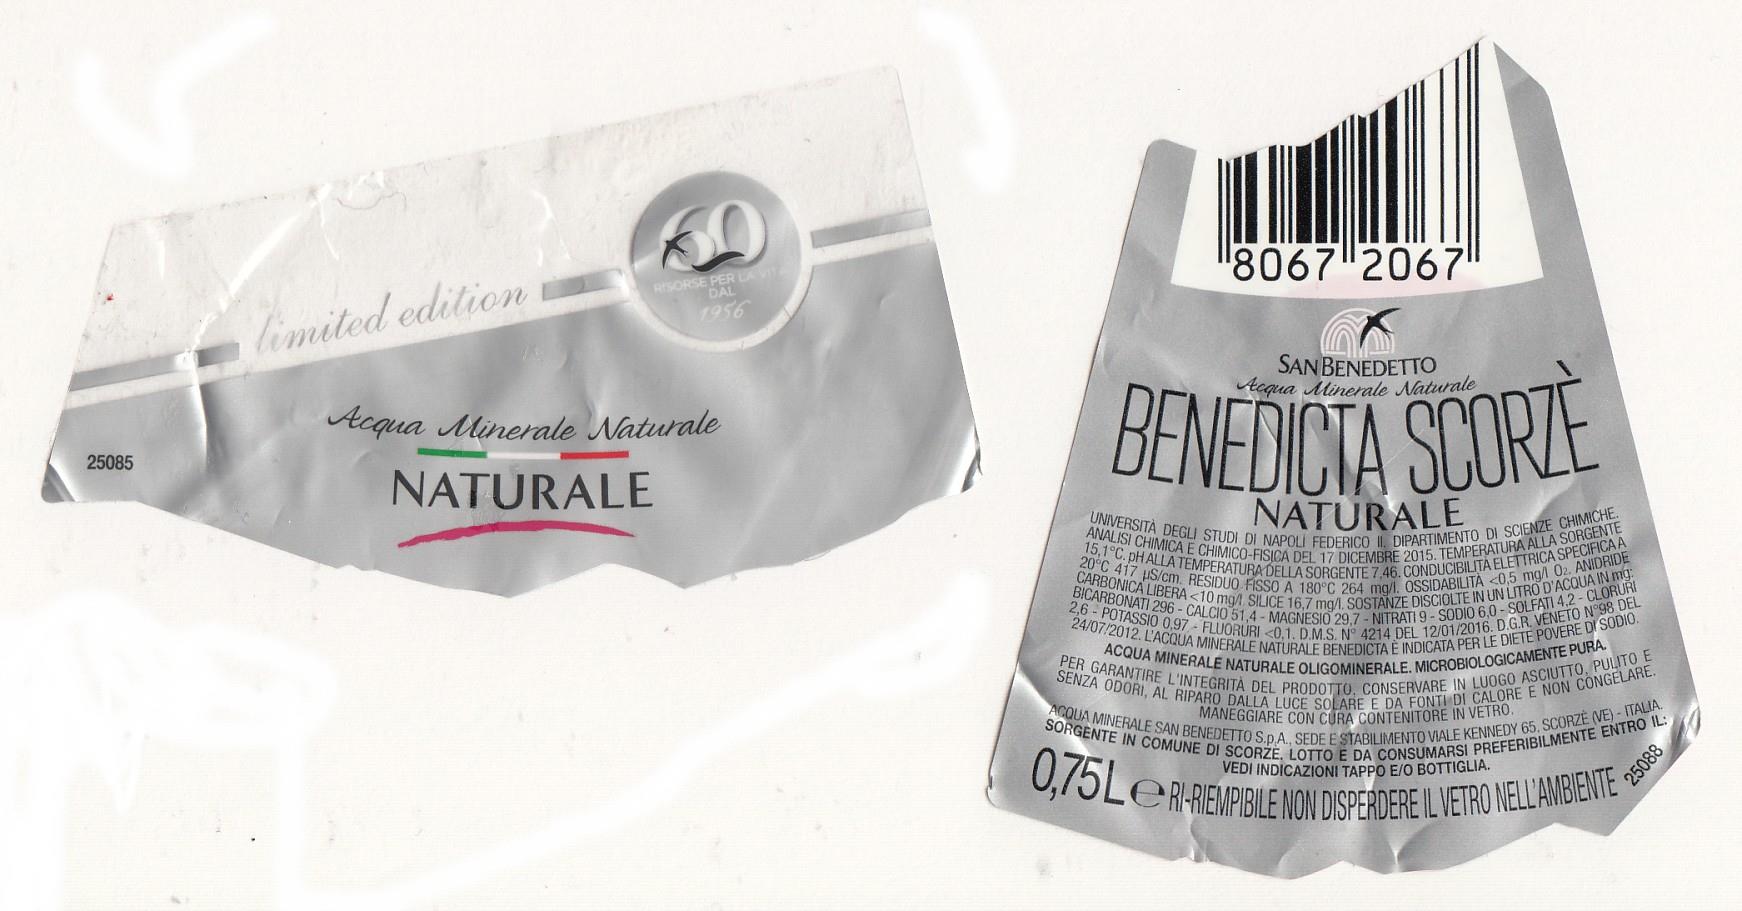 60
RISORSE PER LA VITA
DAL
1956
limited edition
Acqua Minerale Naturale
NATURALE
25085
8067 2067
SAN BENEDETTO
Acqua Minerale Naturale
BENEDICTA SCORZÈ
NATURALE
UNIVERSITÀ DEGLI STUDI DI NAPOLI FEDERICO II, DIPARTIMENTO DI SCIENZE CHIMICHE.
ANALISI CHIMICA E CHIMICO-FISICA DEL 17 DICEMBRE 2015. TEMPERATURA ALLA SORGENTE
15,1°C. pH ALLA TEMPERATURA DELLA SORGENTE 7,46. CONDUCIBILITÀ ELETTRICA SPECIFICA A
20°C 417 µS/cm. RESIDUO FISSO A 180°C 264 mg/l. OSSIDABILITÀ <0,5 mg/l O₂. ANIDRIDE
CARBONICA LIBERA <10 mg/l. SILICE 16,7 mg/l. SOSTANZE DISCIOLTE IN UN LITRO D'ACQUA IN mg:
BICARBONATI 296 - CALCIO 51,4 - MAGNESIO 29,7 - NITRATI 9 - SODIO 6,0 - SOLFATI 4,2 - CLORURI
2,6 - POTASSIO 0,97 - FLUORURI <0,1. D.M.S. N° 4214 DEL 12/01/2016. D.G.R. VENETO N°98 DEL
24/07/2012. L'ACQUA MINERALE NATURALE BENEDICTA È INDICATA PER LE DIETE POVERE DI SODIO.
ACQUA MINERALE NATURALE OLIGOMINERALE. MICROBIOLOGICAMENTE PURA.
PER GARANTIRE L'INTEGRITÀ DEL PRODOTTO, CONSERVARE IN LUOGO ASCIUTTO, PULITO E
SENZA ODORI, AL RIPARO DALLA LUCE SOLARE E DA FONTI DI CALORE E NON CONGELARE.
MANEGGIARE CON CURA CONTENITORE IN VETRO.
ACQUA MINERALE SAN BENEDETTO S.p.A., SEDE E STABILIMENTO VIALE KENNEDY 65, SCORZÈ (VE) - ITALIA.
SORGENTE IN COMUNE DI SCORZÈ. LOTTO E DA CONSUMARSI PREFERIBILMENTE ENTRO IL:
VEDI INDICAZIONI TAPPO E/O BOTTIGLIA.
0,75 L ℮ RI-RIEMPIBILE NON DISPERDERE IL VETRO NELL'AMBIENTE
25088